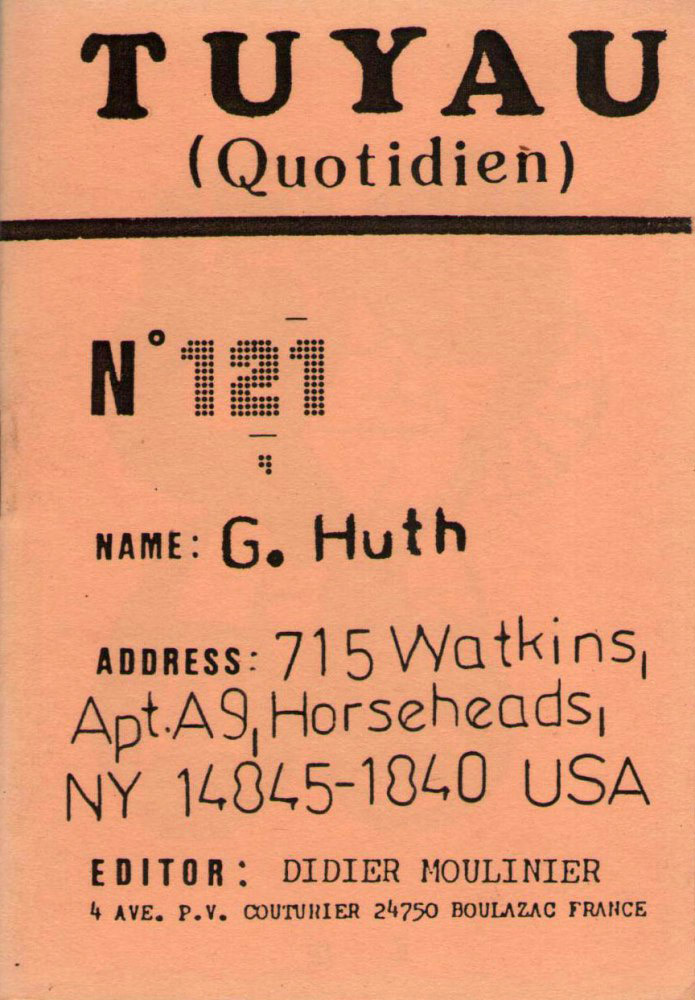 TUYAU
(Quotidien)
N° 121
NAME: G. Huth
ADDRESS: 715 Watkins,
Apt. A9, Horseheads,
NY 14845-1840 USA
EDITOR: DIDIER MOULINIER
4 AVE. P.V. COUTURIER 24750 BOULAZAC FRANCE